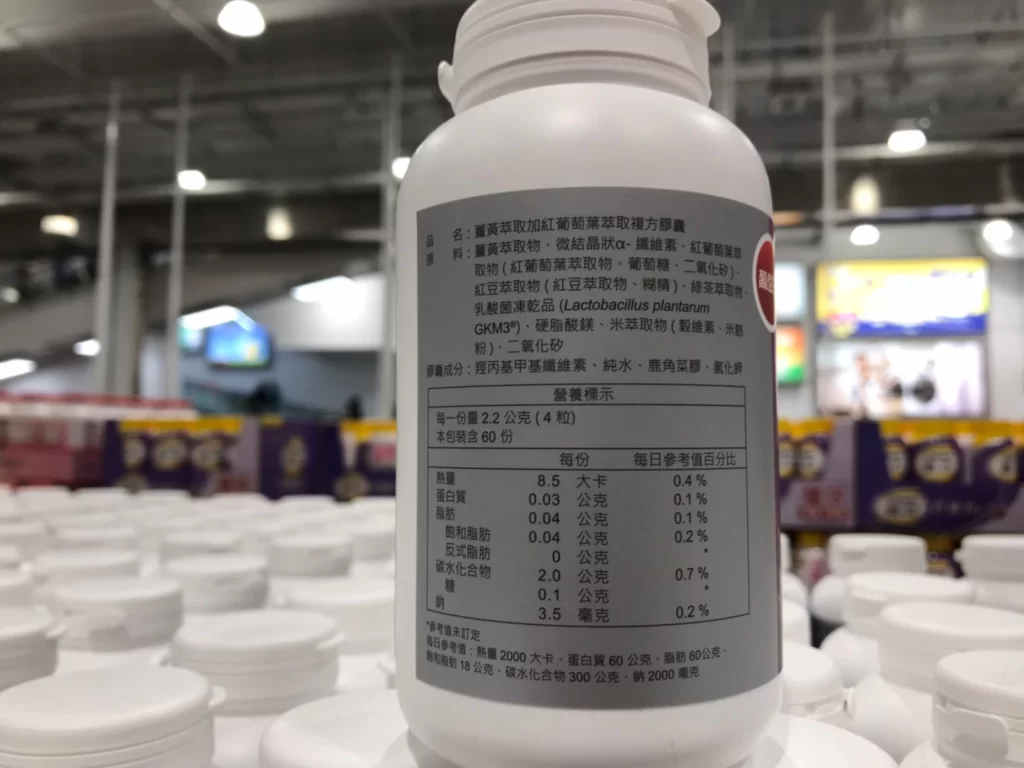 品 名：薑黃萃取加紅葡萄葉萃取複方膠囊
原 料：薑黃萃取物、微結晶狀α- 纖維素、紅葡萄葉萃
取物 ( 紅葡萄葉萃取物、葡萄糖、二氧化矽)、
紅豆萃取物 ( 紅豆萃取物、糊精 )、綠茶萃取物、
乳酸菌凍乾品 (Lactobacillus plantarum
GKM3®)、硬脂酸鎂、米萃取物 ( 穀維素、米麩
粉 )、二氧化矽
膠囊成分：羥丙基甲基纖維素、純水、鹿角菜膠、氯化鉀
營養標示
每一份量 2.2 公克 ( 4 粒)
本包裝含 60 份
每份 每日參考值百分比
熱量 8.5 大卡 0.4 %
蛋白質 0.03 公克 0.1 %
脂肪 0.04 公克 0.1 %
飽和脂肪 0.04 公克 0.2 %
反式脂肪 0 公克 *
碳水化合物 2.0 公克 0.7 %
糖 0.1 公克 *
鈉 3.5 毫克 0.2 %
*參考值未訂定
每日參考值：熱量 2000 大卡、蛋白質 60 公克、脂肪 60公克、
飽和脂肪 18 公克、碳水化合物 300 公克、鈉 2000 毫克